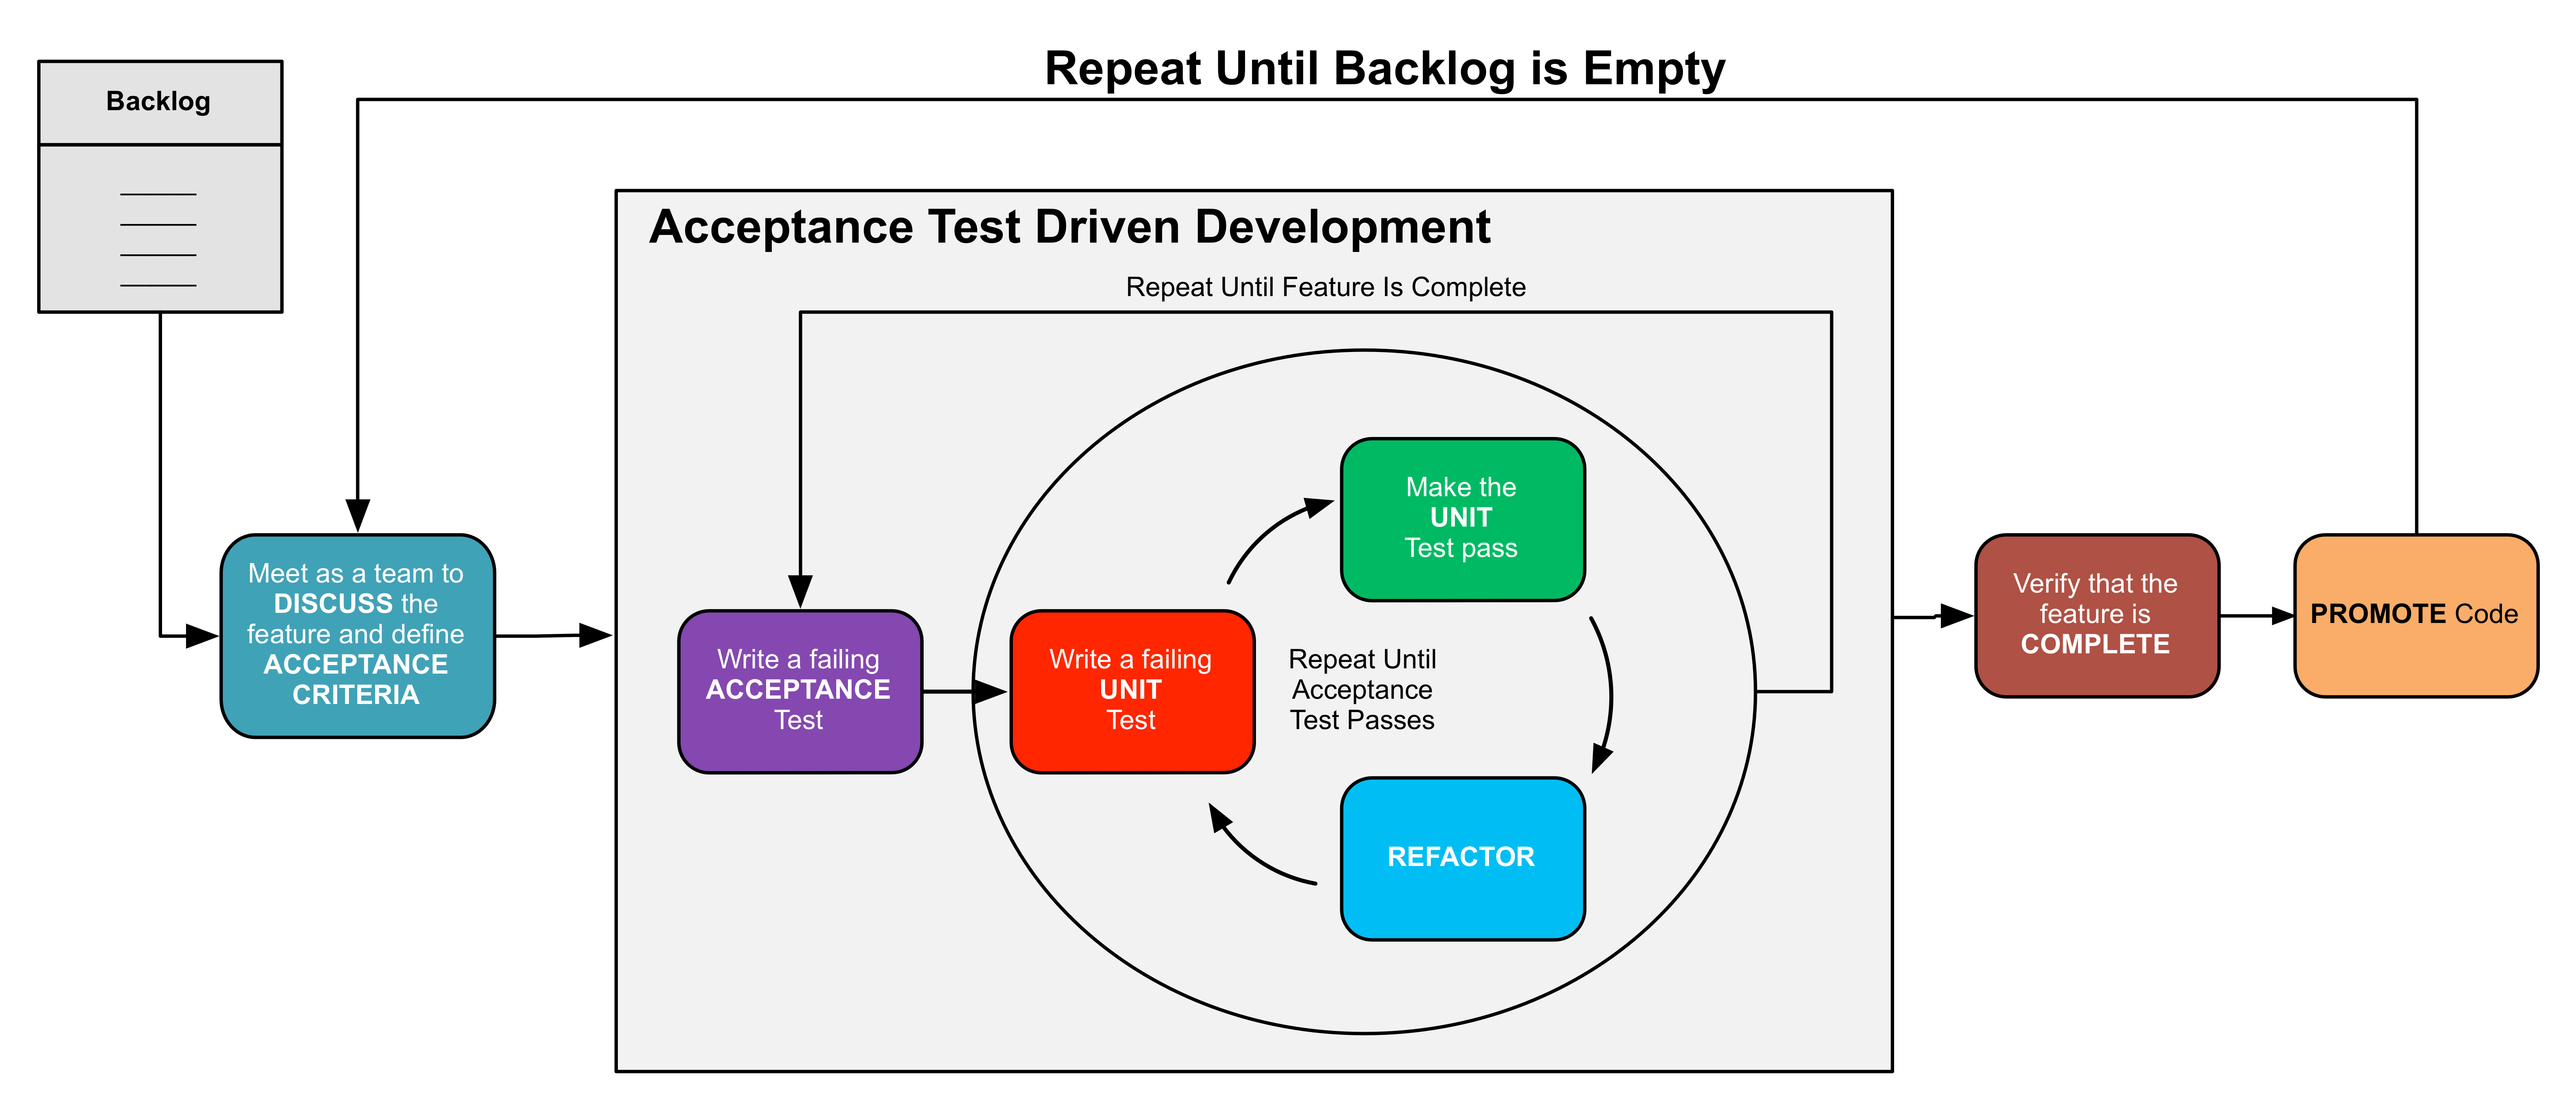 Repeat Until Backlog is Empty
Backlog
Acceptance Test Driven Development
Repeat Until Feature Is Complete
Meet as a team to
DISCUSS the
feature and define
ACCEPTANCE
CRITERIA
Write a failing
ACCEPTANCE
Test
Write a failing
UNIT
Test
Make the
UNIT
Test pass
Repeat Until
Acceptance
Test Passes
REFACTOR
Verify that the
feature is
COMPLETE
PROMOTE Code